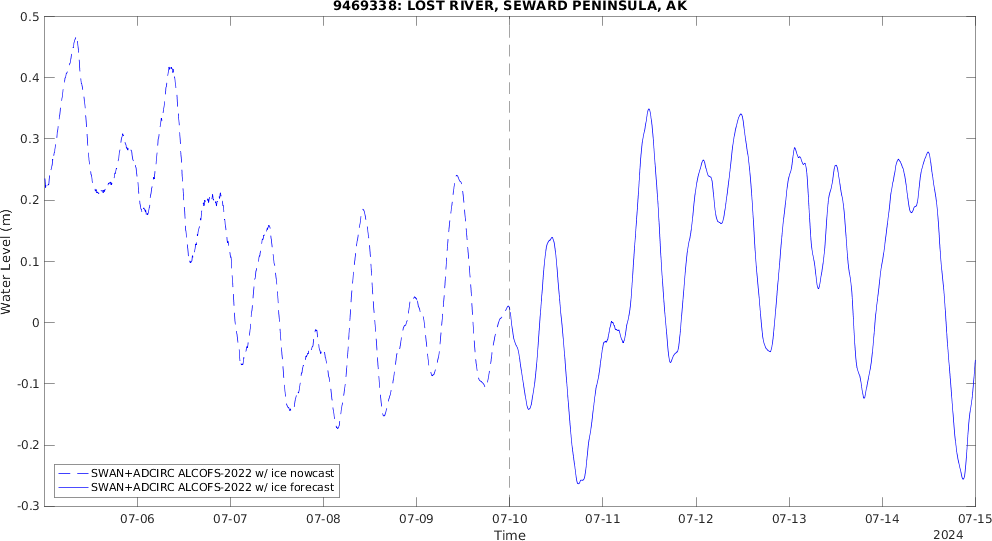 9469338: LOST RIVER, SEWARD PENINSULA, AK
0.5
0.4
0.3
0.2
0.1
0
-0.1
-0.2
-0.3
Water Level (m)
SWAN+ADCIRC ALCOFS-2022 w/ ice nowcast
SWAN+ADCIRC ALCOFS-2022 w/ ice forecast
07-06 07-07 07-08 07-09 07-10 07-11 07-12 07-13 07-14 07-15
Time
2024